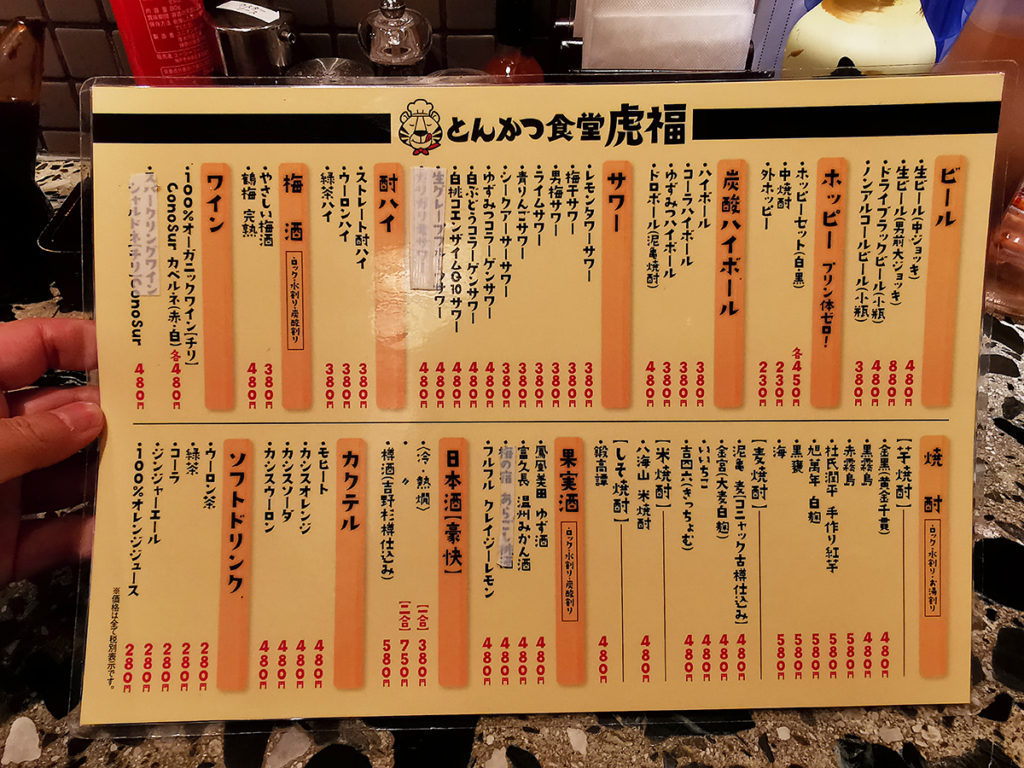 とんかつ食堂 虎福
ビール
・生ビール(中ジョッキ) 480円
・生ビール(男前大ジョッキ) 880円
・ドライブラックビール(小瓶) 480円
・ノンアルコールビール(小瓶) 380円
ホッピー プリン体ゼロ!
・ホッピーセット(白・黒) 各450円
・中焼酎 230円
・外ホッピー 230円
炭酸ハイボール
・ハイボール 380円
・コーラハイボール 380円
・ゆずみつハイボール 380円
・ドロボール(泥亀焼酎) 480円
サワー
・レモンタワーサワー 380円
・梅干サワー 380円
・男梅サワー 380円
・ライムサワー 380円
・青りんごサワー 380円
・シークアーサーサワー 380円
・ゆずみつコラーゲンサワー 480円
・白ぶどうコラーゲンサワー 480円
・白桃コエンザイムQ10サワー 480円
・生グレープフルーツサワー 480円
・ガリガリ君サワー 480円
酎ハイ
・ストレート酎ハイ 380円
・ウーロンハイ 380円
・緑茶ハイ 380円
梅酒
・ロック・水割り・炭酸割り
・やさしい梅酒 380円
・鶴梅 完熟 480円
ワイン
・100%オーガニックワイン[チリ]
ConoSur カベルネ(赤・白) 各480円
・スパークリングワイン
シャルドネ[チリ]ConoSur 480円
焼酎
・ロック・水割り・お湯割り
【芋焼酎】
・金黒(黄金千貫) 480円
・黒霧島 480円
・赤霧島 580円
・杜氏潤平 手作り紅芋 580円
・旭萬年 白麹 580円
・黒甕 580円
・海 580円
【麦焼酎】
・泥亀 麦(コニャック古樽仕込み) 480円
・金宮(大麦白麹) 480円
・いいちこ 480円
・吉四六(きっちょむ) 480円
【米焼酎】
・八海山 米焼酎 480円
【しそ焼酎】
・鍛高譚 480円
果実酒
・ロック・水割り・炭酸割り
・鳳凰美田 ゆず酒 480円
・富久長 温州みかん酒 480円
・梅の宿 あらごし桃酒 480円
・フルフル クレイジーレモン 480円
日本酒【豪快】
・(冷・熱燗) [一合]380円
・〃 [二合]750円
・樽酒(吉野杉樽仕込み) 580円
カクテル
・モヒート 480円
・カシスオレンジ 480円
・カシスソーダ 480円
・カシスウーロン 480円
ソフトドリンク
・ウーロン茶 280円
・緑茶 280円
・コーラ 280円
・ジンジャーエール 280円
・100%オレンジジュース 280円
※価格は全て税別表示です。